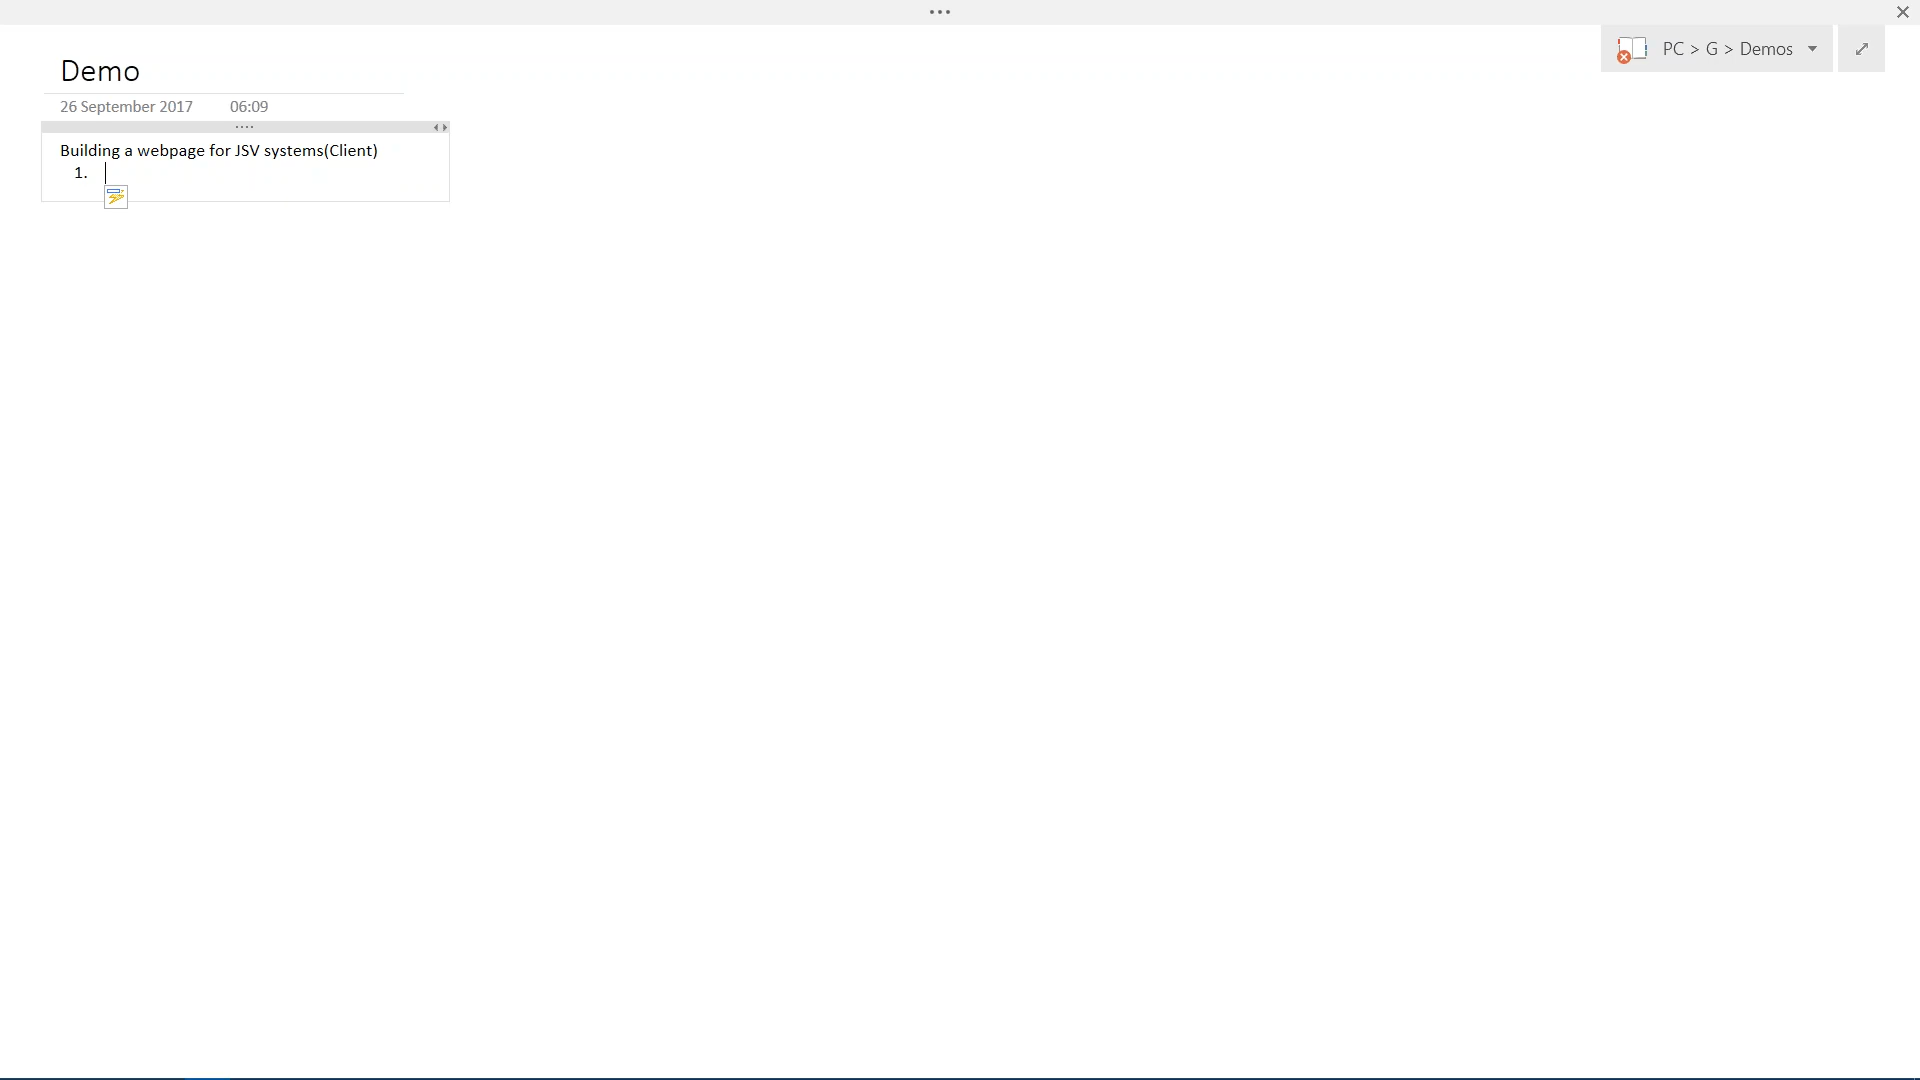 PC > G > Demos
Demo
26 September 2017 06:09
Building a webpage for JSV systems(Client)
1.